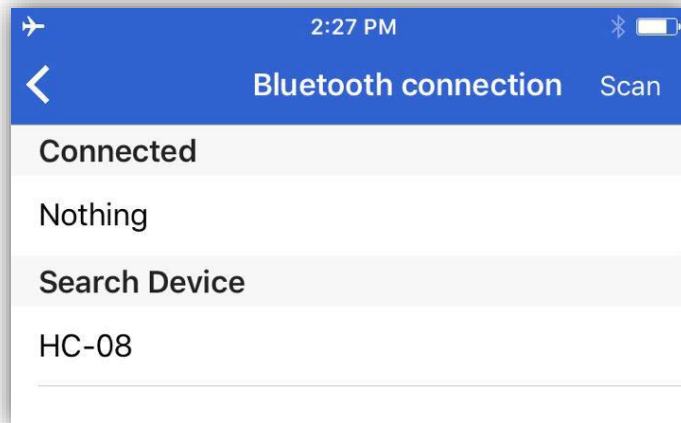 2:27 PM
Bluetooth connection Scan
Connected
Nothing
Search Device
HC-08